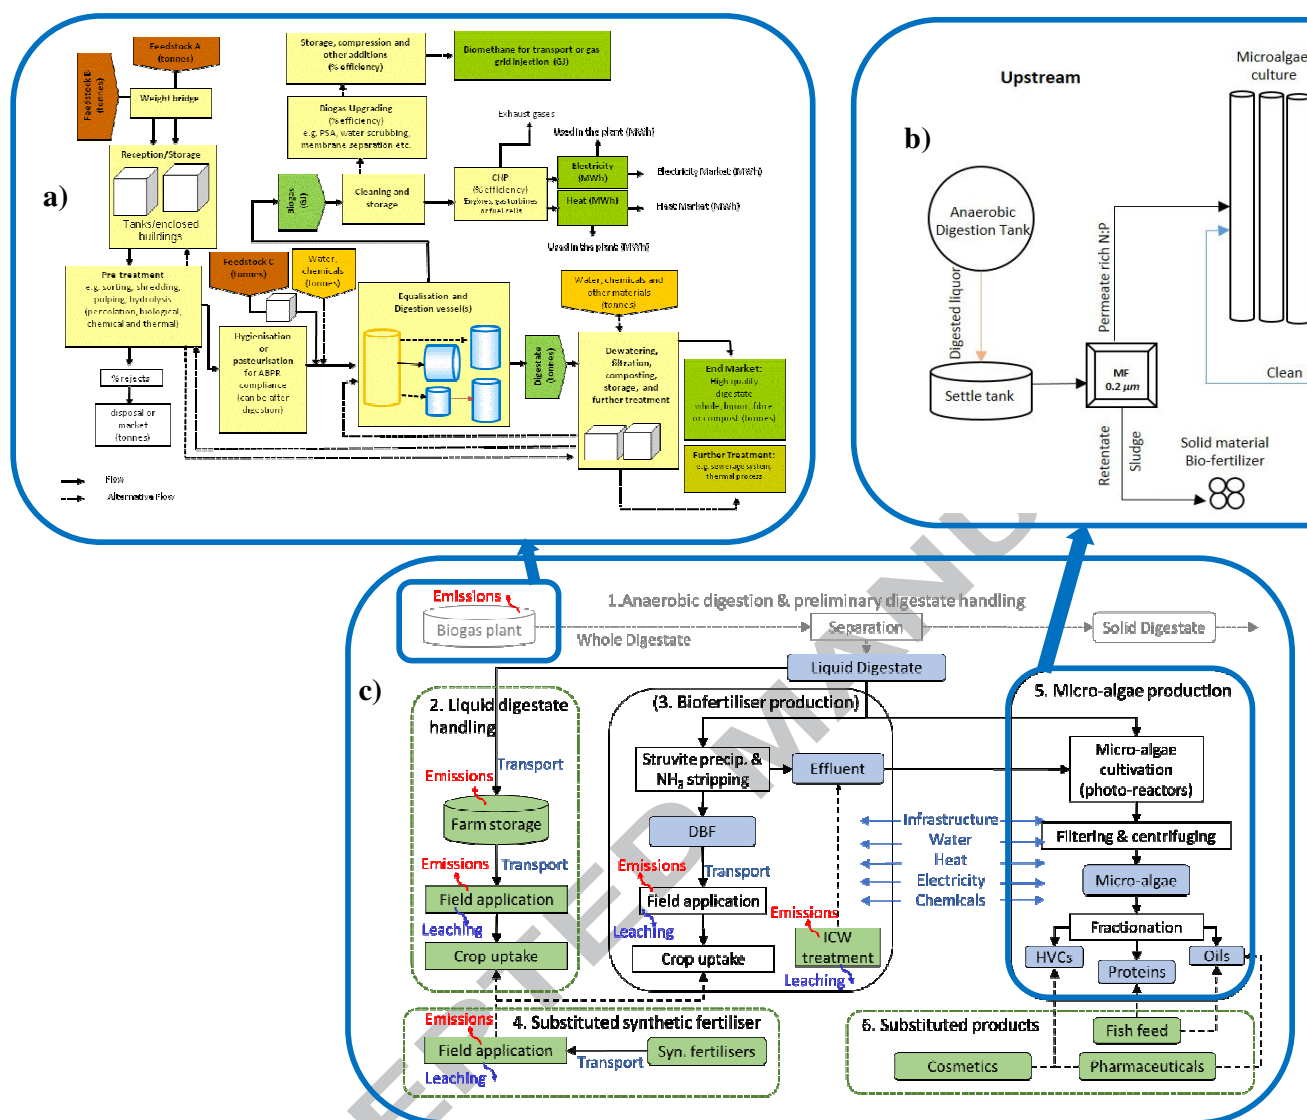 a)
Feedstock A
(tonnes)
Feedstock B
(tonnes)
Weight bridge
Reception/Storage
Tanks/enclosed
buildings
Pre treatment
e.g. sorting, shredding,
pulping, hydrolysis
(percolation, biological,
chemical and thermal)
% rejects
disposal or
market
(tonnes)
Flow
Alternative Flow
Storage, compression and
other additions
(% efficiency)
Biomethane for transport or gas
grid injection (GJ)
Biogas Upgrading
(% efficiency)
e.g. PSA, water scrubbing,
membrane separation etc.
Biogas
(GJ)
Cleaning and
storage
Exhaust gases
CHP
(% efficiency)
Engines, gas turbines
or fuel cells
Used in the plant (MWh)
Electricity
(MWh)
Electricity Market (MWh)
Heat (MWh)
Heat Market (MWh)
Used in the plant (MWh)
Feedstock C
(tonnes)
Water,
chemicals
(tonnes)
Hygienisation
or
pasteurisation
for ABPR
compliance
(can be after
digestion)
Equalisation and
Digestion vessel(s)
Digestate
(tonnes)
Water, chemicals and
other materials
(tonnes)
Dewatering,
filtration,
composting,
storage, and
further treatment
End Market:
High quality
digestate
whole, liquor, fibre
or compost (tonnes)
Further Treatment:
e.g. sewerage system,
thermal process
b)
Upstream
Microalgae
culture
Anaerobic
Digestion Tank
Digested liquor
Settle tank
Permeate rich N:P
MF
0.2 µm
Clean
Retentate
Sludge
Solid material
Bio-fertilizer
c)
Emissions
Biogas plant
1.Anaerobic digestion & preliminary digestate handling
Whole Digestate
Separation
Solid Digestate
Liquid Digestate
2. Liquid digestate
handling
Transport
Emissions
Farm storage
Emissions
Transport
Field application
Leaching
Crop uptake
(3. Biofertiliser production)
Struvite precip. &
NH3 stripping
Effluent
DBF
Emissions
Transport
Field application
Leaching
Crop uptake
Emissions
ICW
treatment
Leaching
Infrastructure
Water
Heat
Electricity
Chemicals
5. Micro-algae production
Micro-algae
cultivation
(photo-reactors)
Filtering & centrifuging
Micro-algae
Fractionation
HVCs
Proteins
Oils
4. Substituted synthetic fertiliser
Emissions
Field application
Transport
Syn. fertilisers
Leaching
6. Substituted products
Fish feed
Cosmetics
Pharmaceuticals
EPTED MANU